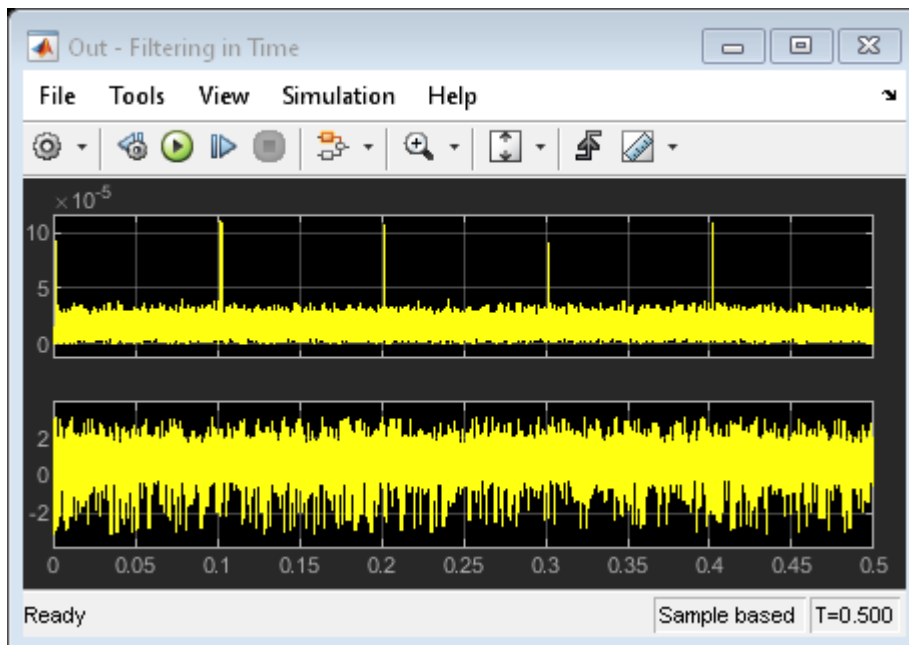 Out - Filtering in Time
File Tools View Simulation Help
×10-5
10
5
0
2
0
-2
0 0.05 0.1 0.15 0.2 0.25 0.3 0.35 0.4 0.45 0.5
Ready Sample based T=0.500